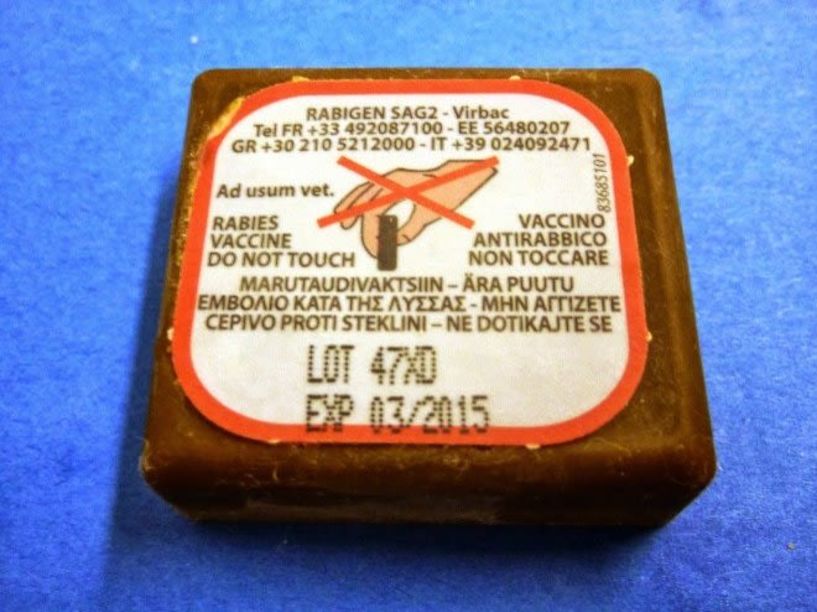 RABIGEN SAG2 - Virbac
Tel FR +33 492087100 - EE 56480207
GR +30 210 5212000 - IT +39 024092471
83685101
Ad usum vet.
RABIES
VACCINE
DO NOT TOUCH
VACCINO
ANTIRABBICO
NON TOCCARE
MARUTAUDIVAKTSIIN – ÄRA PUUTU
ΕΜΒΟΛΙΟ ΚΑΤΑ ΤΗΣ ΛΥΣΣΑΣ - ΜΗΝ ΑΓΓΙΖΕΤΕ
CEPIVO PROTI STEKLINI – NE DOTIKAJTE SE
LOT 47XD
EXP 03/2015